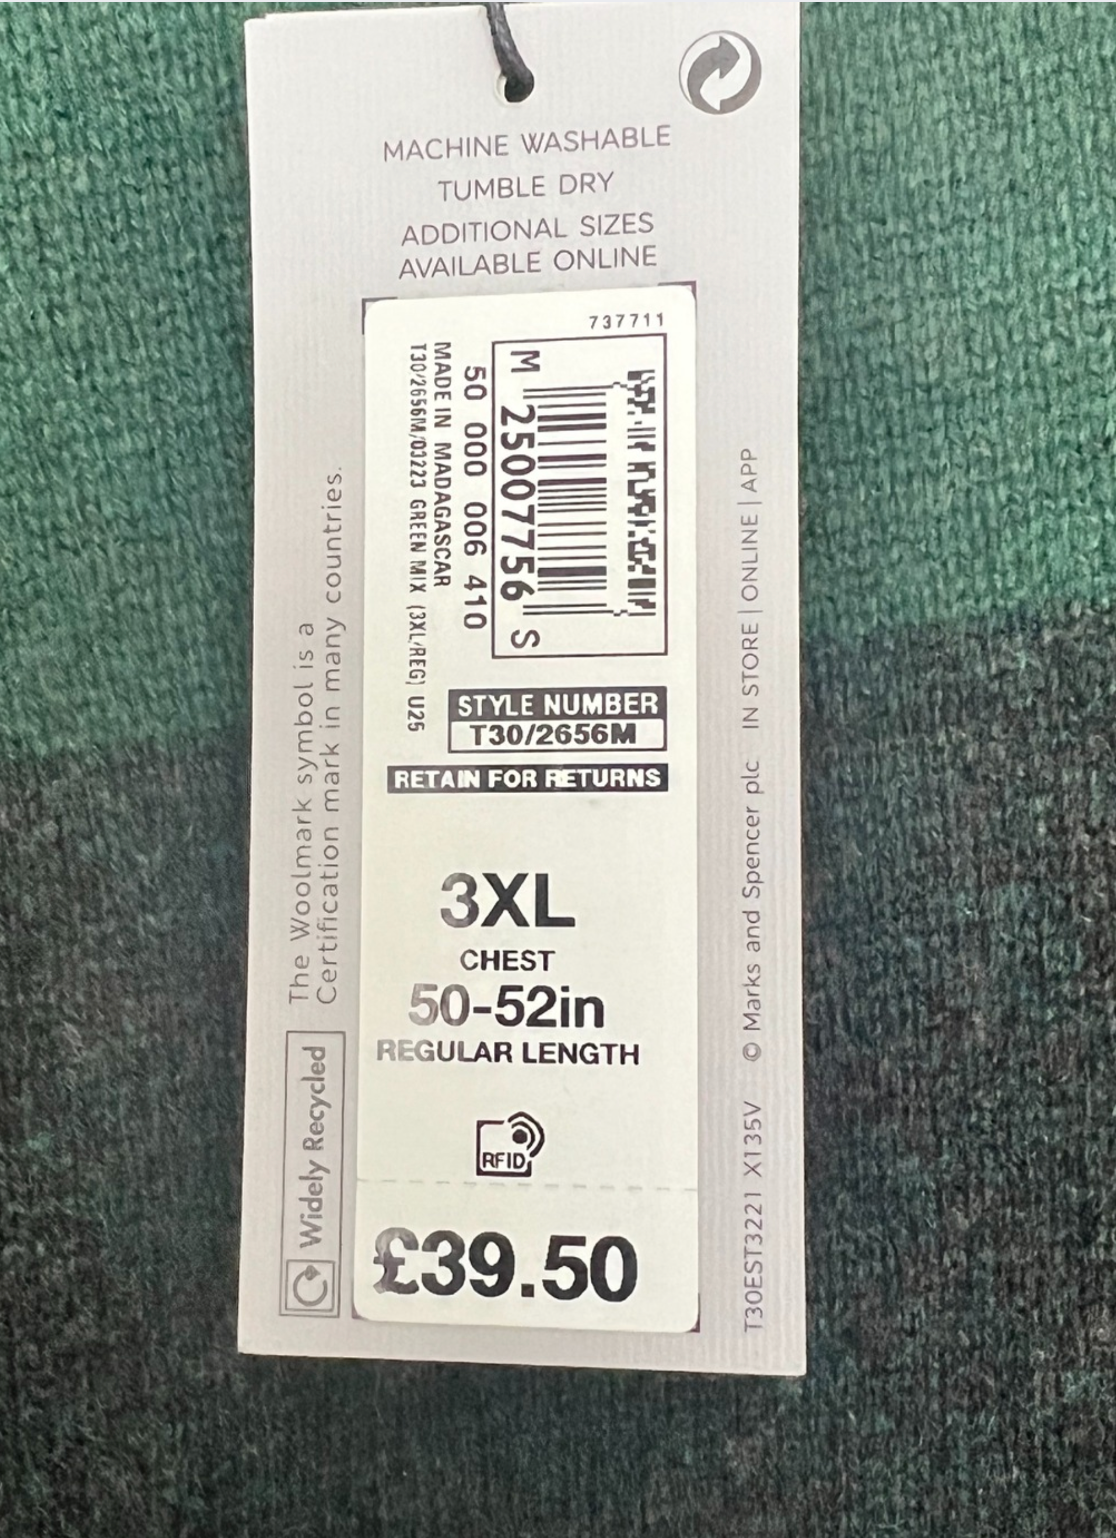 MACHINE WASHABLE
TUMBLE DRY
ADDITIONAL SIZES
AVAILABLE ONLINE
737711
M 25007756 S
50 000 006 410
MADE IN MADAGASCAR
T30/2656M/03223 GREEN MIX (3XL/REG) U25
STYLE NUMBER
T30/2656M
RETAIN FOR RETURNS
3XL
CHEST
50-52in
REGULAR LENGTH
RFID
£39.50
The Woolmark symbol is a
Certification mark in many countries.
Widely Recycled
T30EST3221 X135V © Marks and Spencer plc IN STORE | ONLINE | APP